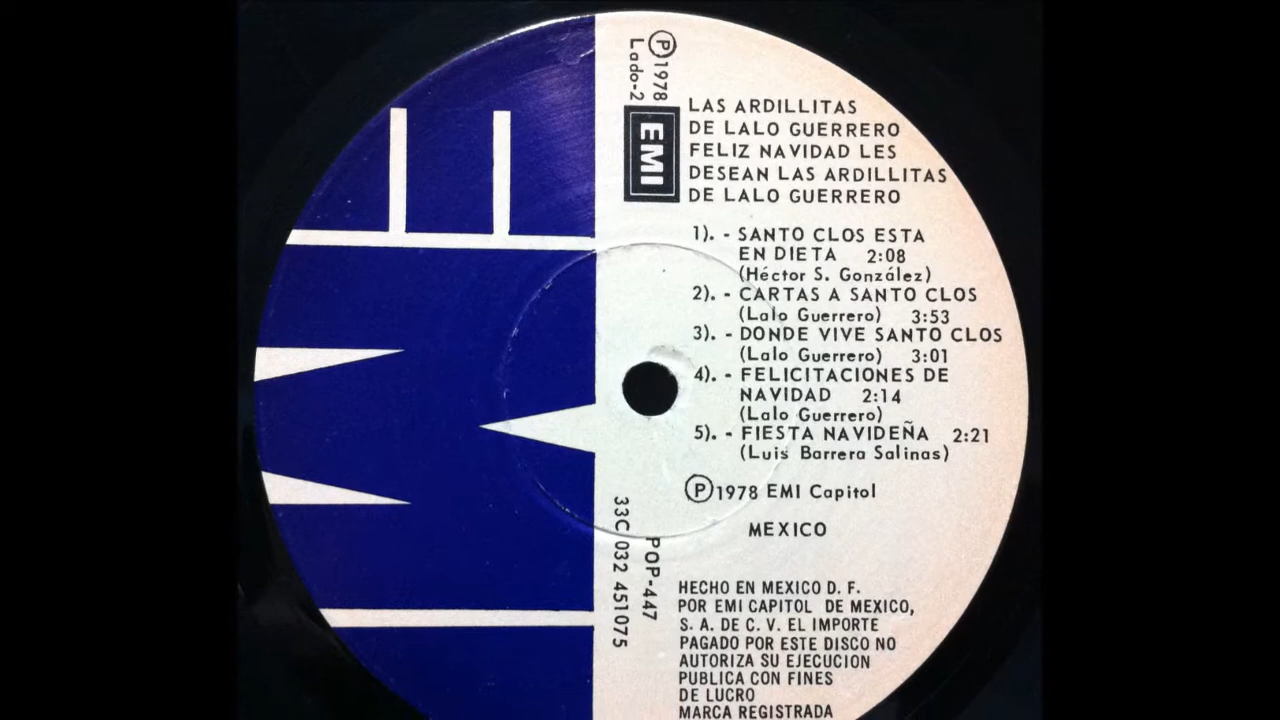 Ⓟ1978
Lado-2
EMI
LAS ARDILLITAS
DE LALO GUERRERO
FELIZ NAVIDAD LES
DESEAN LAS ARDILLITAS
DE LALO GUERRERO
1). - SANTO CLOS ESTA
EN DIETA 2:08
(Héctor S. González)
2). - CARTAS A SANTO CLOS
(Lalo Guerrero) 3:53
3). - DONDE VIVE SANTO CLOS
(Lalo Guerrero) 3:01
4). - FELICITACIONES DE
NAVIDAD 2:14
(Lalo Guerrero)
5). - FIESTA NAVIDEÑA 2:21
(Luis Barrera Salinas)
Ⓟ1978 EMI Capitol
MEXICO
POP-447
33C 032 451075
HECHO EN MEXICO D. F.
POR EMI CAPITOL DE MEXICO,
S. A. DE C. V. EL IMPORTE
PAGADO POR ESTE DISCO NO
AUTORIZA SU EJECUCION
PUBLICA CON FINES
DE LUCRO
MARCA REGISTRADA